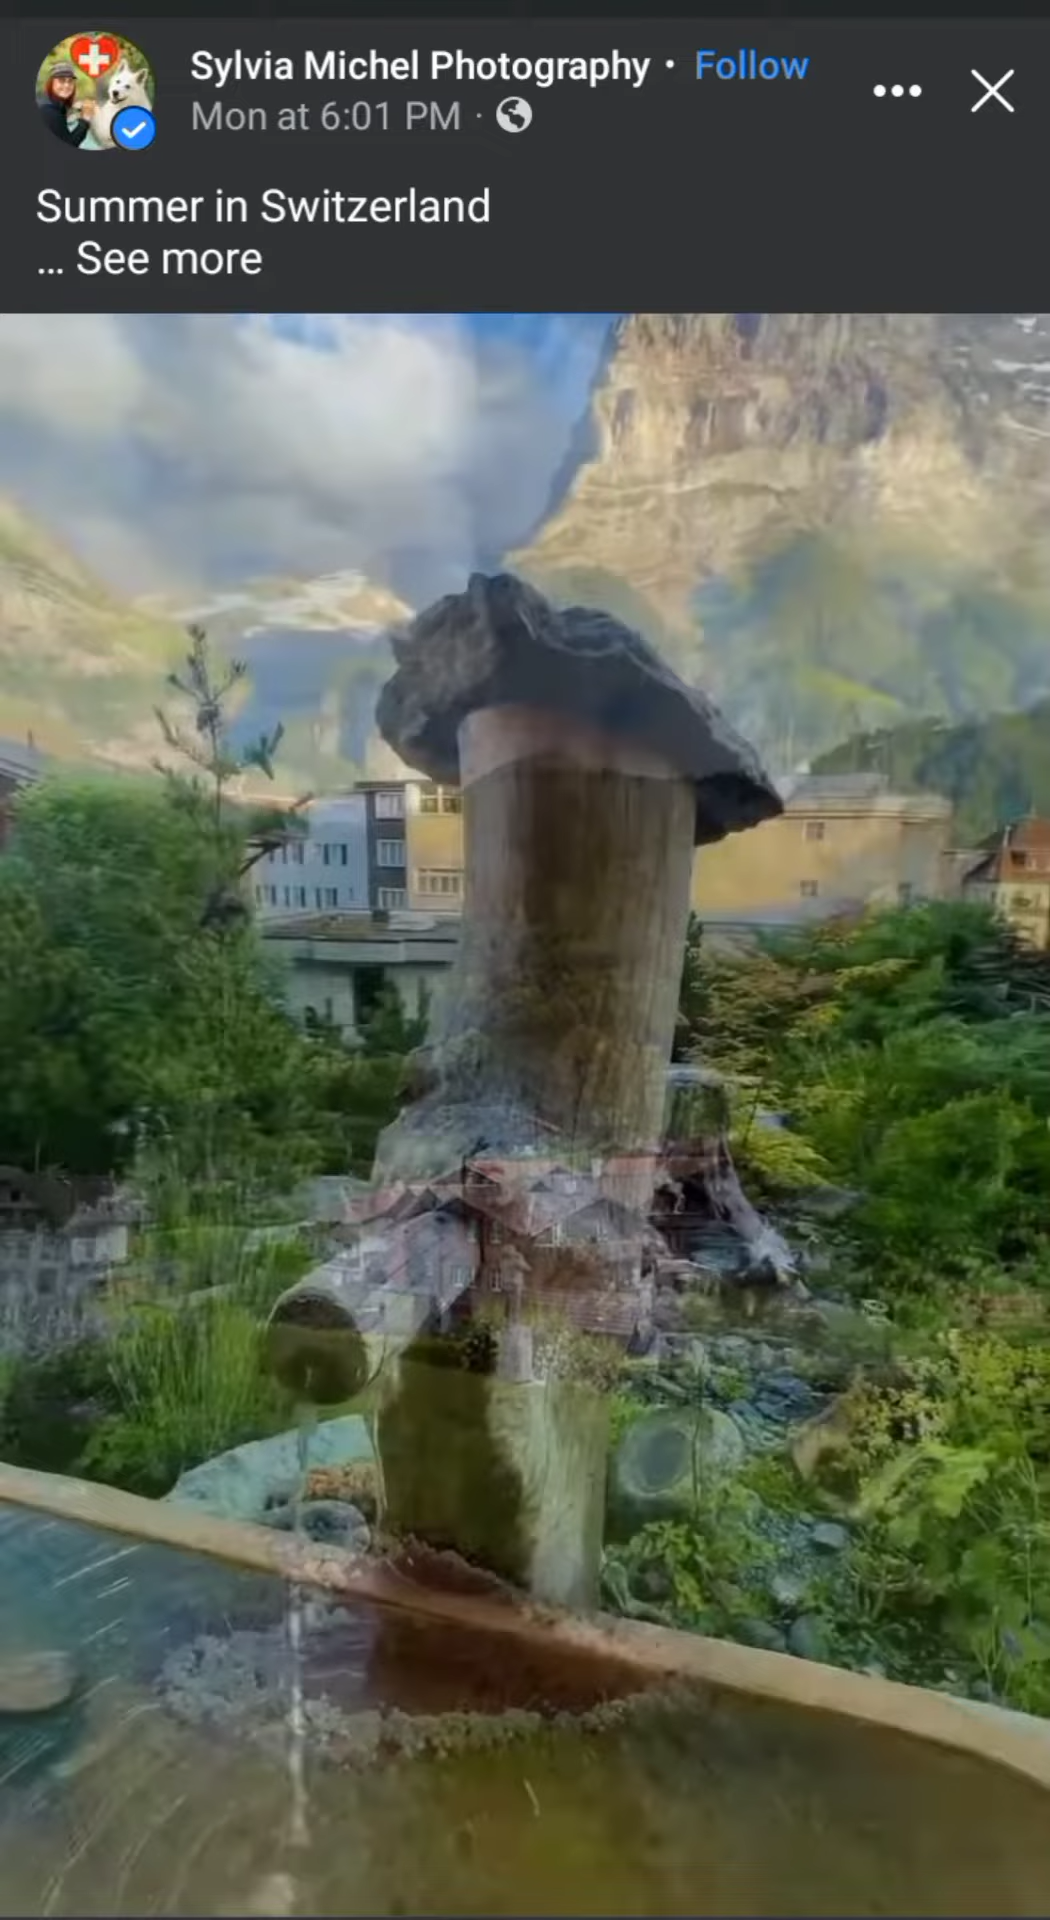 Sylvia Michel Photography · Follow
Mon at 6:01 PM ·
Summer in Switzerland
... See more